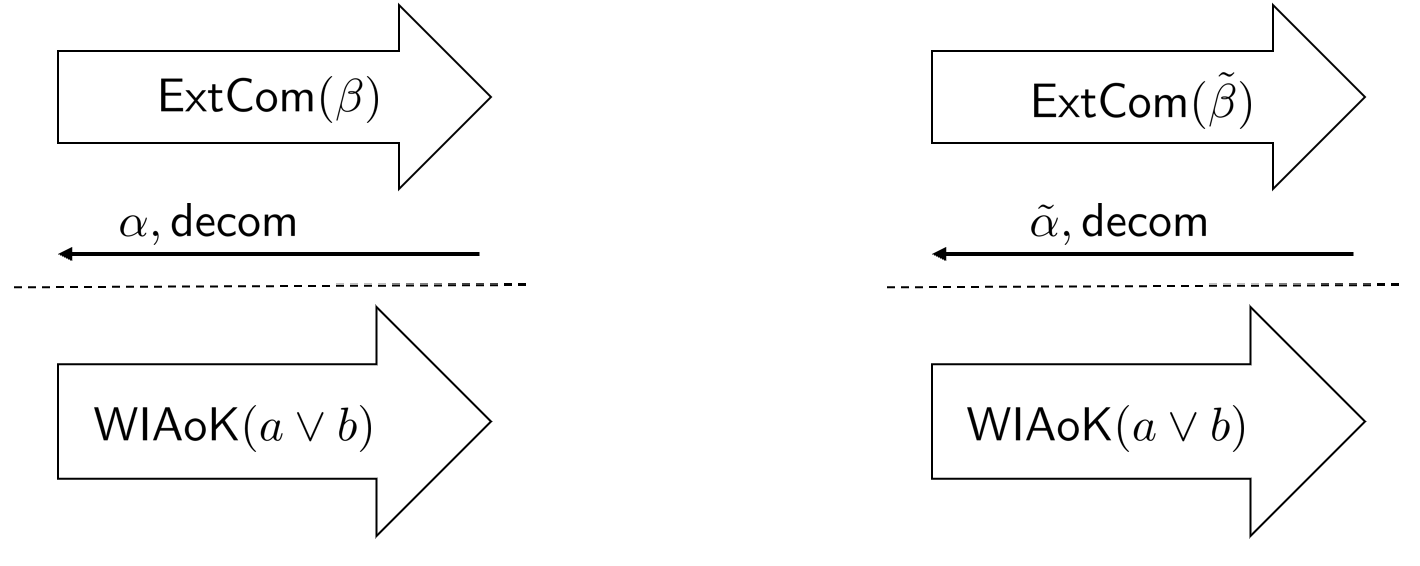 ExtCom(β)
α, decom
WIAoK(a ∨ b)
ExtCom(β̃)
α̃, decom
WIAoK(a ∨ b)